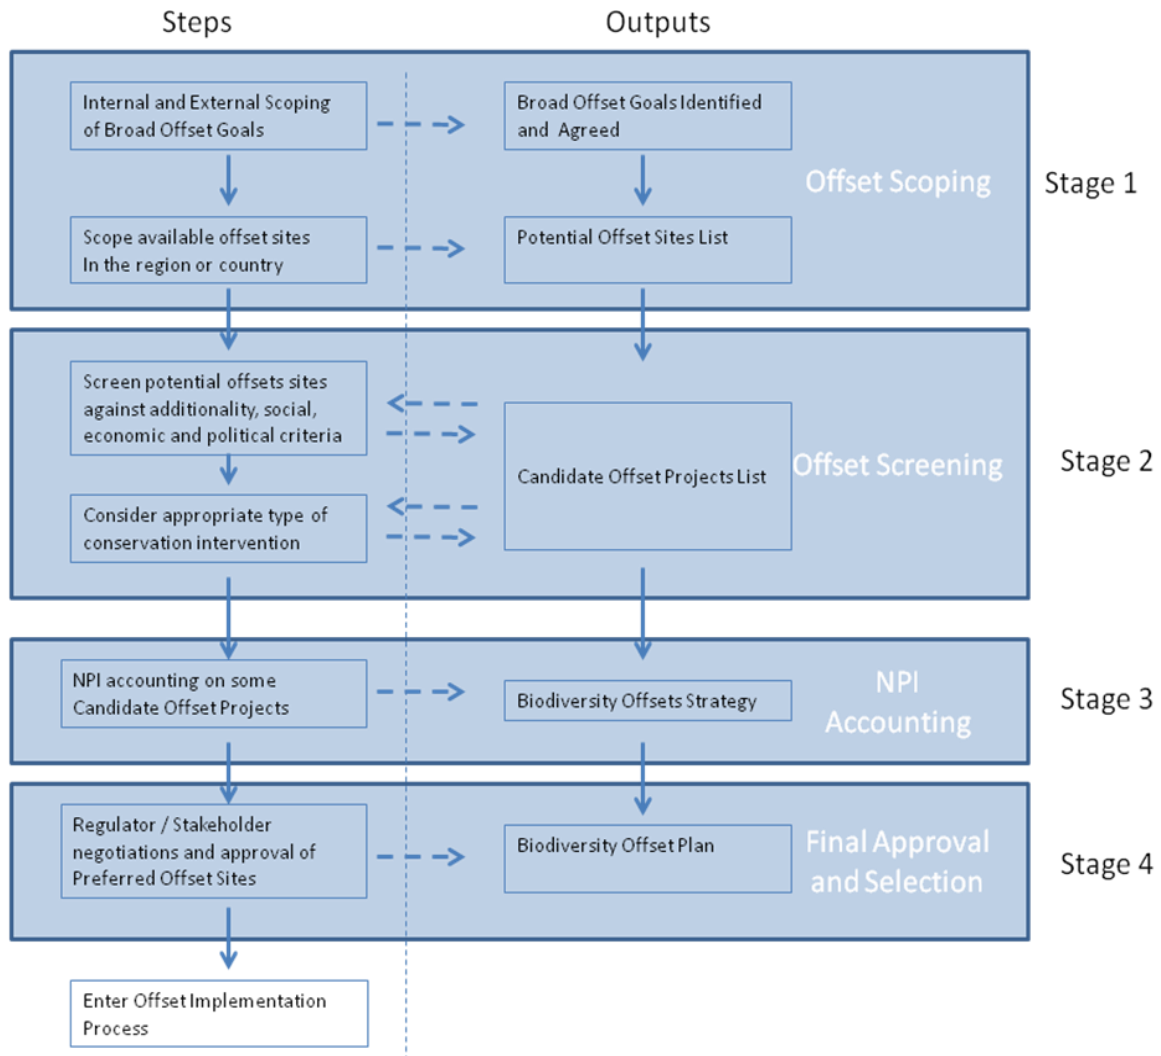 Steps
Outputs
Internal and External Scoping
of Broad Offset Goals
Broad Offset Goals Identified
and Agreed
Offset Scoping
Stage 1
Scope available offset sites
In the region or country
Potential Offset Sites List
Screen potential offsets sites
against additionality, social,
economic and political criteria
Candidate Offset Projects List
Offset Screening
Stage 2
Consider appropriate type of
conservation intervention
NPI accounting on some
Candidate Offset Projects
Biodiversity Offsets Strategy
NPI
Accounting
Stage 3
Regulator / Stakeholder
negotiations and approval of
Preferred Offset Sites
Biodiversity Offset Plan
Final Approval
and Selection
Stage 4
Enter Offset Implementation
Process